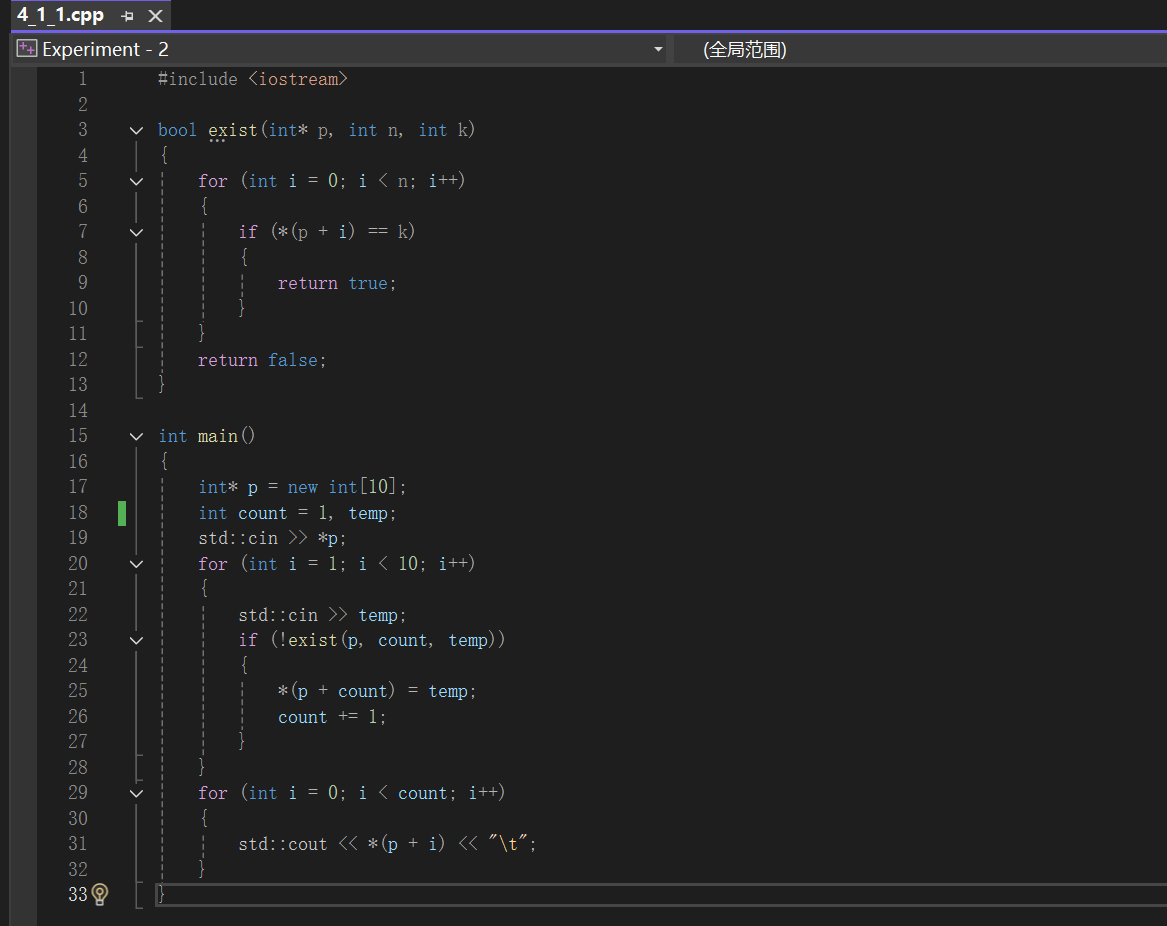 4_1_1.cpp
Experiment - 2 (全局范围)
1 #include <iostream>
2
3 bool exist(int* p, int n, int k)
4 {
5 for (int i = 0; i < n; i++)
6 {
7 if (*(p + i) == k)
8 {
9 return true;
10 }
11 }
12 return false;
13 }
14
15 int main()
16 {
17 int* p = new int[10];
18 int count = 1, temp;
19 std::cin >> *p;
20 for (int i = 1; i < 10; i++)
21 {
22 std::cin >> temp;
23 if (!exist(p, count, temp))
24 {
25 *(p + count) = temp;
26 count += 1;
27 }
28 }
29 for (int i = 0; i < count; i++)
30 {
31 std::cout << *(p + i) << "\t";
32 }
33 }